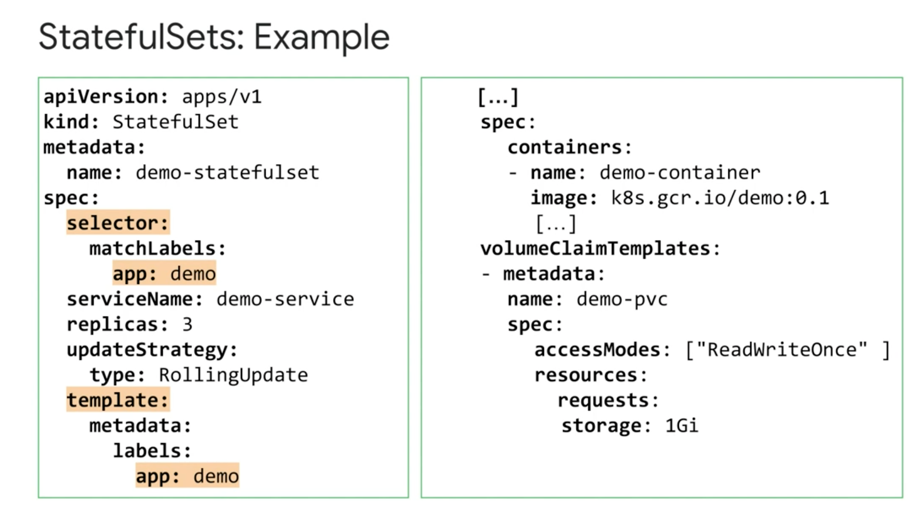 StatefulSets: Example
apiVersion: apps/v1
kind: StatefulSet
metadata:
name: demo-statefulset
spec:
selector:
matchLabels:
app: demo
serviceName: demo-service
replicas: 3
updateStrategy:
type: RollingUpdate
template:
metadata:
labels:
app: demo
[...]
spec:
containers:
- name: demo-container
image: k8s.gcr.io/demo:0.1
[...]
volumeClaimTemplates:
- metadata:
name: demo-pvc
spec:
accessModes: ["ReadWriteOnce" ]
resources:
requests:
storage: 1Gi